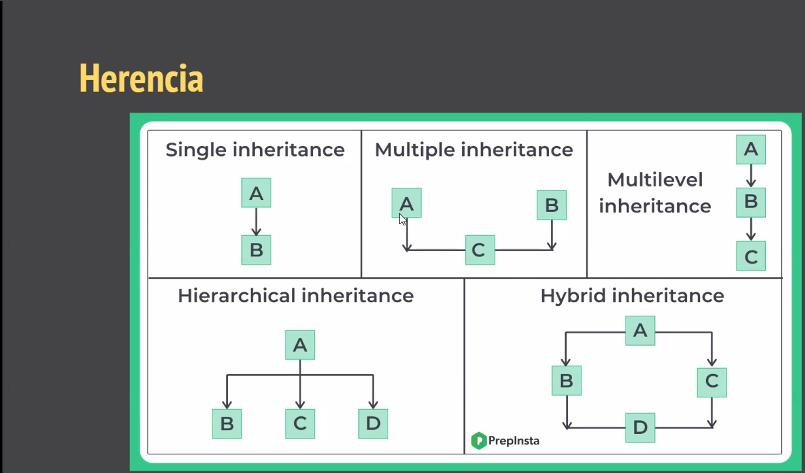 Herencia
Single inheritance
A
B
Multiple inheritance
A
B
C
Multilevel
inheritance
A
B
C
Hierarchical inheritance
A
B
C
D
Hybrid inheritance
A
B
C
D
PrepInsta